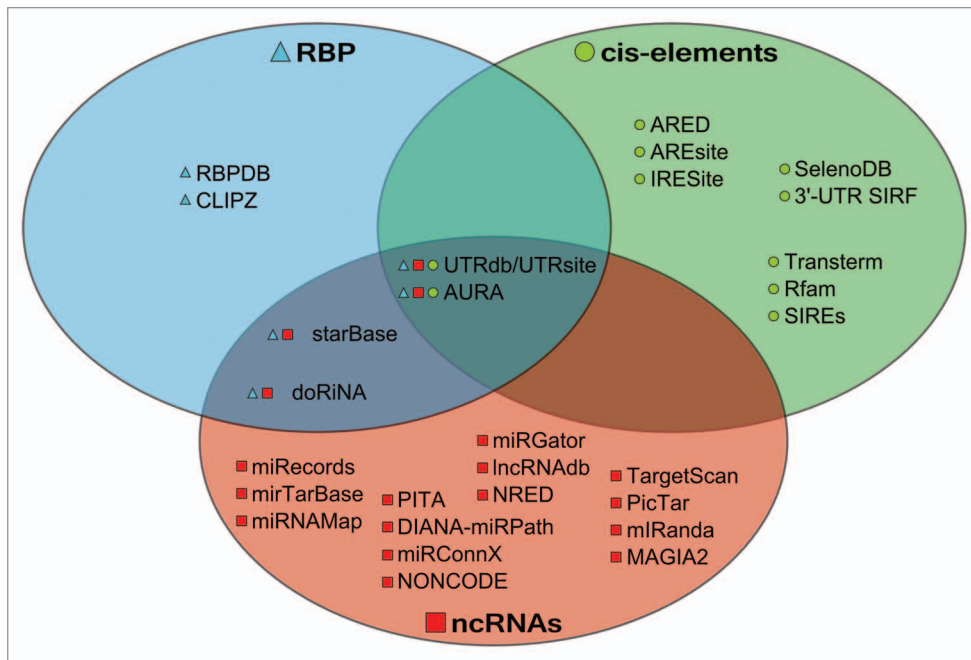 RBP
cis-elements
RBPDB
CLIPZ
ARED
AREsite
IRESite
SelenoDB
3'-UTR SIRF
Transterm
Rfam
SIREs
UTRdb/UTRsite
AURA
starBase
doRiNA
miRecords
mirTarBase
miRNAMap
PITA
DIANA-miRPath
miRConnX
NONCODE
miRGator
lncRNAdb
NRED
TargetScan
PicTar
mIRanda
MAGIA2
ncRNAs